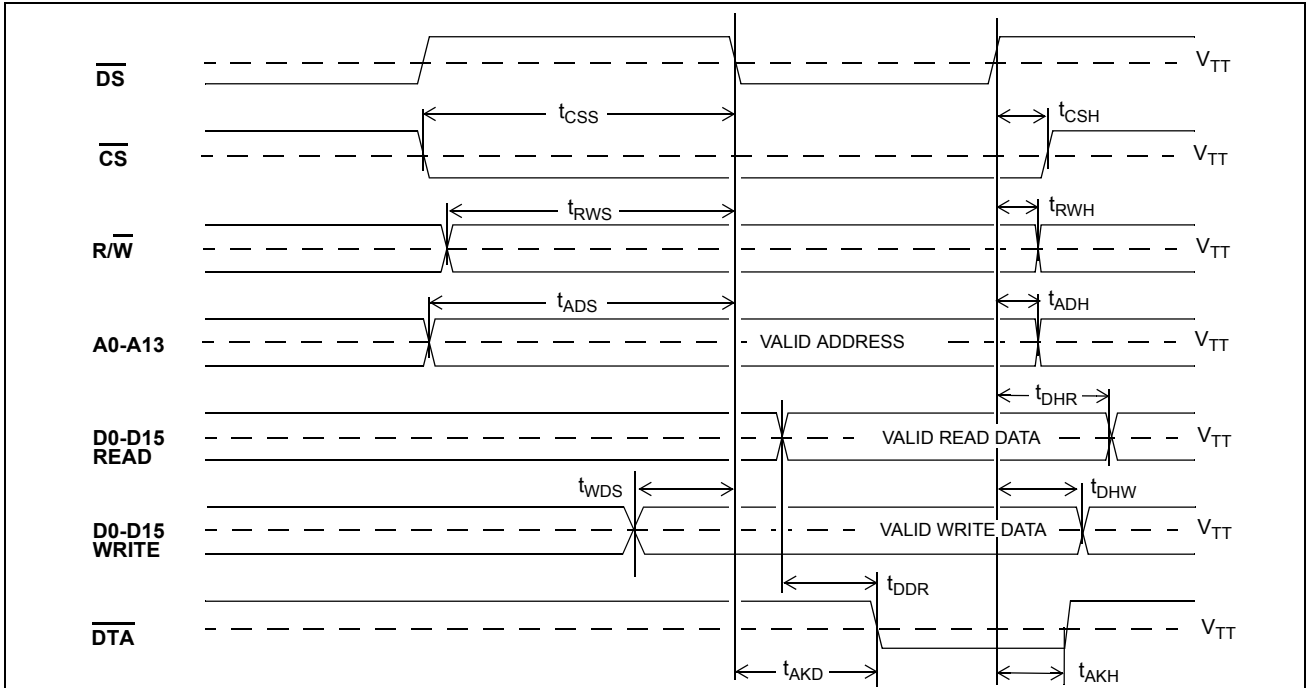 DS
V_TT
t_CSS
t_CSH
CS
V_TT
t_RWS
t_RWH
R/W
V_TT
t_ADS
t_ADH
A0-A13
VALID ADDRESS
V_TT
t_DHR
D0-D15
READ
VALID READ DATA
V_TT
t_WDS
t_DHW
D0-D15
WRITE
VALID WRITE DATA
V_TT
t_DDR
DTA
V_TT
t_AKD
t_AKH